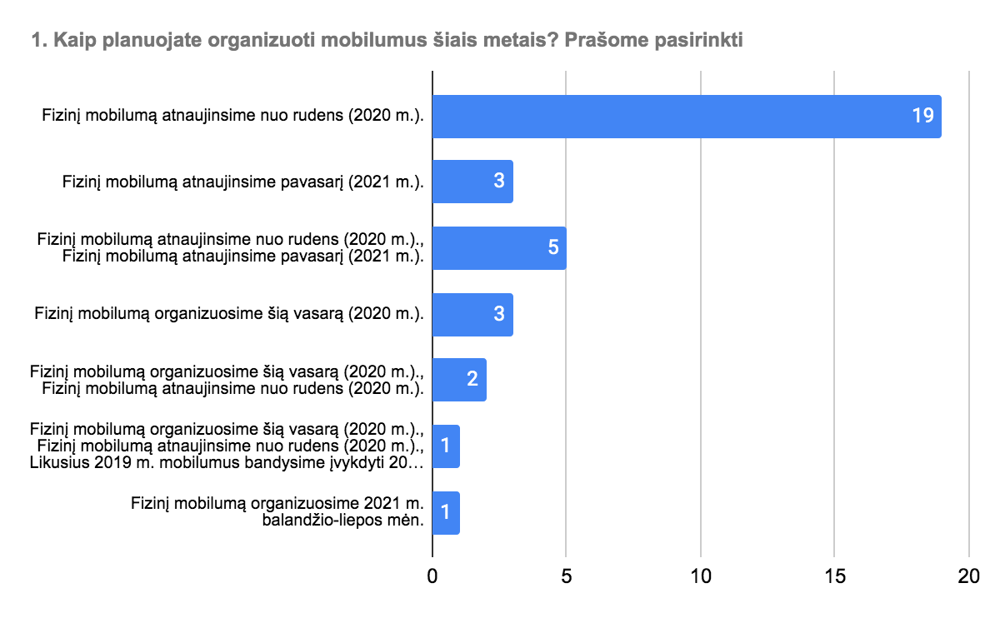 1. Kaip planuojate organizuoti mobilumus šiais metais? Prašome pasirinkti
Fizinį mobilumą atnaujinsime nuo rudens (2020 m.).
19
Fizinį mobilumą atnaujinsime pavasarį (2021 m.).
3
Fizinį mobilumą atnaujinsime nuo rudens (2020 m.).,
Fizinį mobilumą atnaujinsime pavasarį (2021 m.).
5
Fizinį mobilumą organizuosime šią vasarą (2020 m.).
3
Fizinį mobilumą organizuosime šią vasarą (2020 m.).,
Fizinį mobilumą atnaujinsime nuo rudens (2020 m.).
2
Fizinį mobilumą organizuosime šią vasarą (2020 m.).,
Fizinį mobilumą atnaujinsime nuo rudens (2020 m.).,
Likusius 2019 m. mobilumus bandysime įvykdyti 20…
1
Fizinį mobilumą organizuosime 2021 m.
balandžio-liepos mėn.
1
0 5 10 15 20